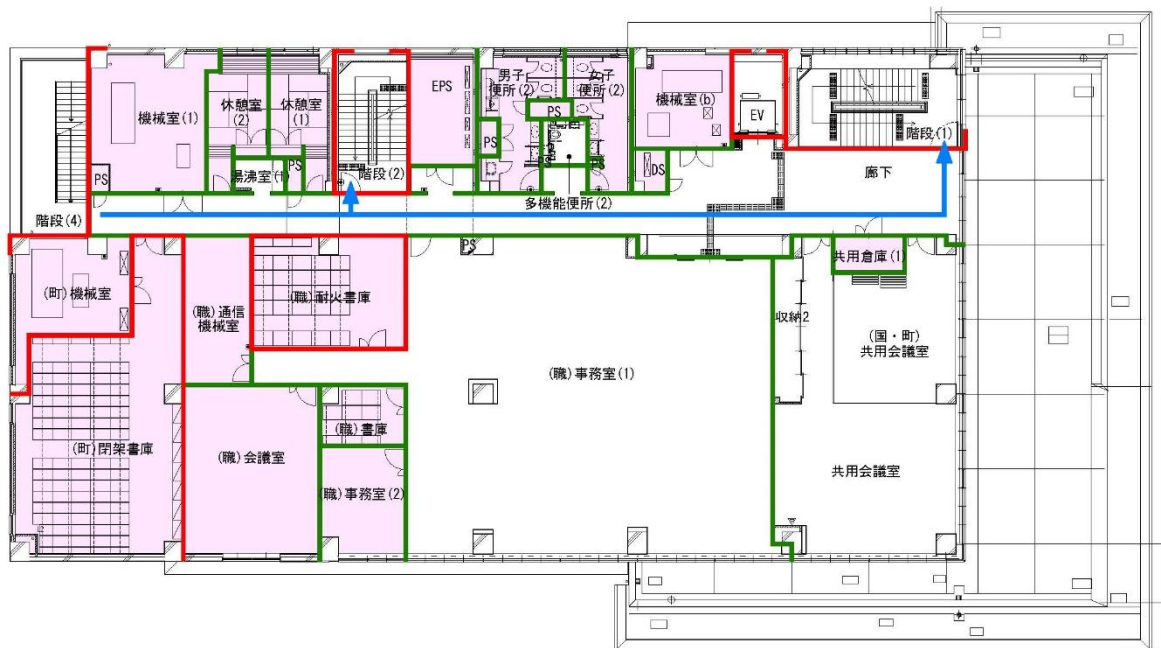 機械室(1)
休憩室
(2)
休憩室
(1)
EPS
男子
便所(2)
女子
便所(2)
機械室(b)
EV
階段(1)
PS
PS
PS
PS
PS
PS
DS
階段(2)
廊下
階段(4)
多機能便所(2)
PS
(町)機械室
(職)通信
機械室
(職)耐火書庫
共用倉庫(1)
収納2
(国・町)
共用会議室
(職)事務室(1)
(町)閉架書庫
(職)会議室
(職)書庫
(職)事務室(2)
共用会議室